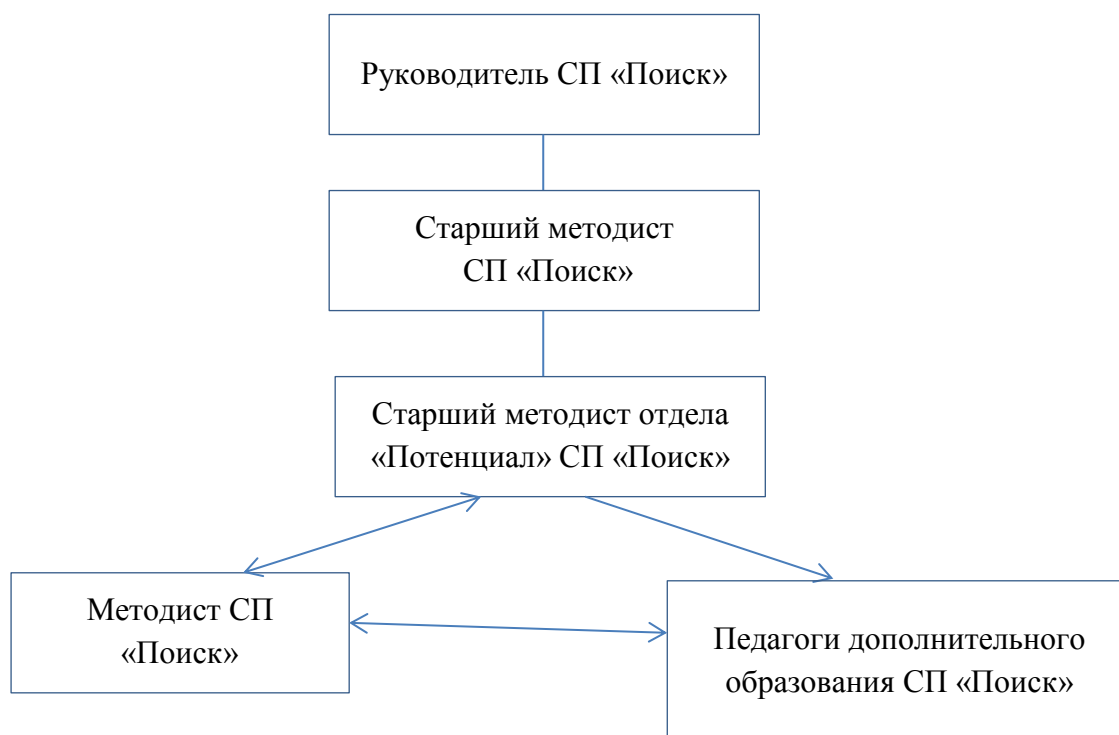 Руководитель СП «Поиск»
Старший методист
СП «Поиск»
Старший методист отдела
«Потенциал» СП «Поиск»
Методист СП
«Поиск»
Педагоги дополнительного
образования СП «Поиск»